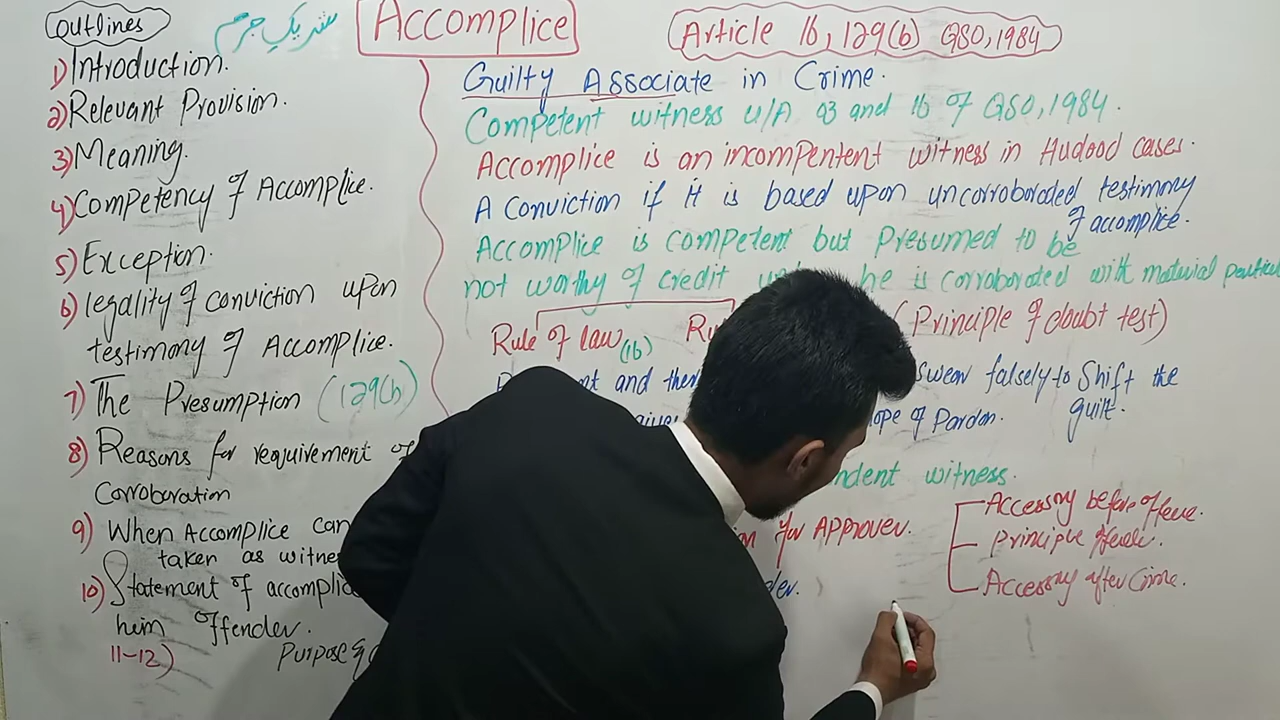 Outlines
شریکِ جرم
Accomplice
Article 16, 129(b) QSO, 1984
1) Introduction.
2) Relevant Provision.
3) Meaning.
4) Competency of Accomplice.
5) Exception.
6) legality of conviction upon
testimony of Accomplice.
7) The Presumption (129(b)
8) Reasons for requirement of
Corroboration
9) When Accomplice can
taken as
10) Statement of
him offender.
11-12) Purpose
Guilty Associate in Crime.
Competent witness u/A 03 and 16 of QSO, 1984.
Accomplice is an incompentent witness in Hudood cases.
A Conviction if it is based upon uncorroboraded testimony
of accomplice.
Accomplice is competent but Presumed to be
not worthy of credit he is corroborated with material
Rule of law (16) (Principle of doubt test)
and swear falsely to Shift the
guilt.
of Pardon.
witness.
for Approver.
Accessory before offence.
Principle
Accessory after Crime.